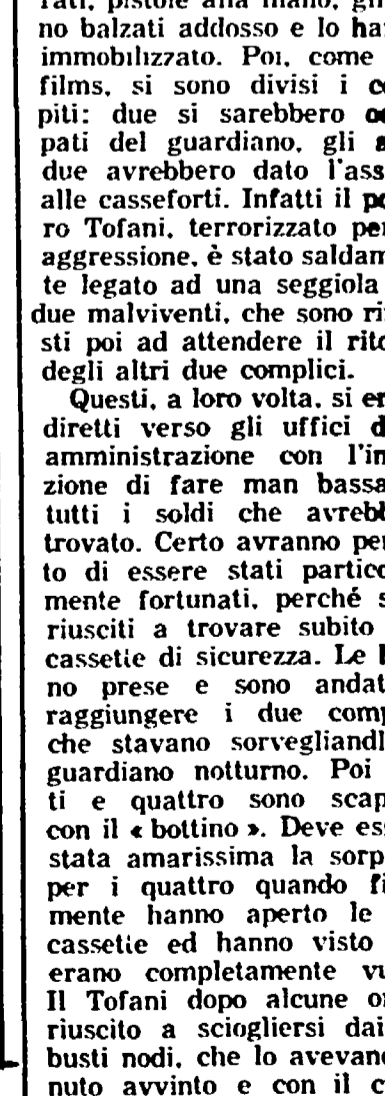 rati, pistole alla mano, gli
no balzati addosso e lo ha
immobilizzato. Poi, come
films, si sono divisi i c
piti: due si sarebbero oc
pati del guardiano, gli a
due avrebbero dato l'ass
alle casseforti. Infatti il po
ro Tofani, terrorizzato per
aggressione, è stato saldam
te legato ad una seggiola
due malviventi, che sono ri
sti poi ad attendere il rito
degli altri due complici.
Questi, a loro volta, si er
diretti verso gli uffici d
amministrazione con l'in
zione di fare man bassa
tutti i soldi che avrebb
trovato. Certo avranno pen
to di essere stati partico
mente fortunati, perché s
riusciti a trovare subito
cassette di sicurezza. Le h
no prese e sono andat
raggiungere i due comp
che stavano sorvegliandl
guardiano notturno. Poi
ti e quattro sono scap
con il « bottino ». Deve ess
stata amarissima la sorp
per i quattro quando fi
mente hanno aperto le
cassette ed hanno visto
erano completamente vu
Il Tofani dopo alcune or
riuscito a sciogliersi dai
busti nodi, che lo avevano
nuto avvinto e con il c